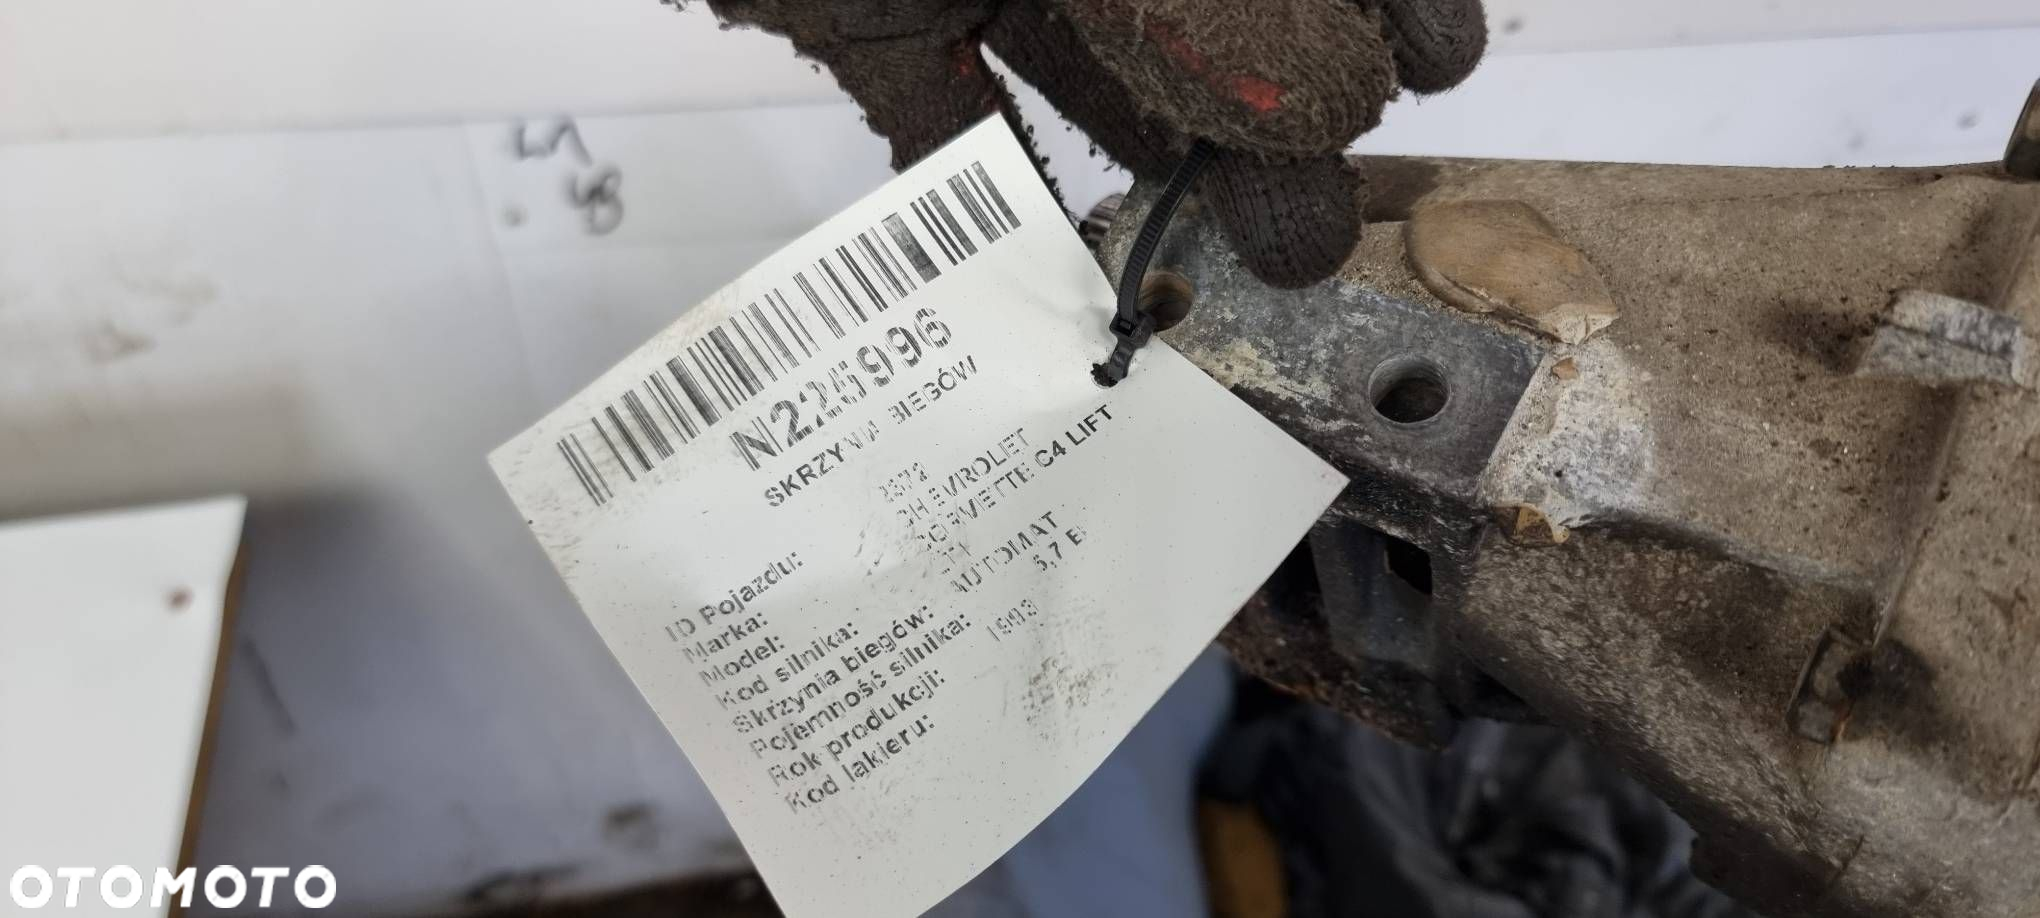 N225996
SKRZYNIA BIEGÓW
ID Pojazdu:
Marka: CHEVROLET
Model: CORVETTE C4 LIFT
Kod silnika:
Skrzynia biegów: AUTOMAT
Pojemność silnika: 5,7 B
Rok produkcji: 1993
Kod lakieru:
48
OTOMOTO